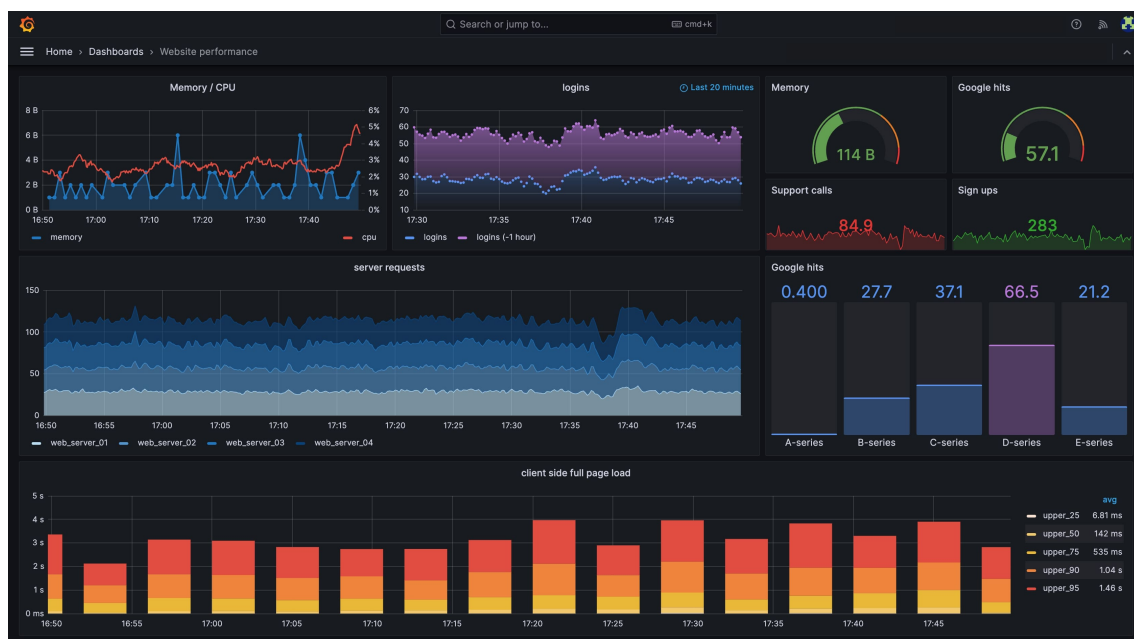 Search or jump to...
cmd+k
Home › Dashboards › Website performance
Memory / CPU
8 B
6 B
4 B
2 B
0 B
6%
5%
4%
3%
2%
1%
0%
16:50 17:00 17:10 17:20 17:30 17:40
memory
cpu
logins
Last 20 minutes
70
60
50
40
30
20
10
17:30 17:35 17:40 17:45
logins logins (-1 hour)
Memory
114 B
Google hits
57.1
Support calls
84.9
Sign ups
283
server requests
150
100
50
0
16:50 16:55 17:00 17:05 17:10 17:15 17:20 17:25 17:30 17:35 17:40 17:45
web_server_01 web_server_02 web_server_03 web_server_04
Google hits
0.400 27.7 37.1 66.5 21.2
A-series B-series C-series D-series E-series
client side full page load
5 s
4 s
3 s
2 s
1 s
0 ms
16:50 16:55 17:00 17:05 17:10 17:15 17:20 17:25 17:30 17:35 17:40 17:45
avg
upper_25 6.81 ms
upper_50 142 ms
upper_75 535 ms
upper_90 1.04 s
upper_95 1.46 s